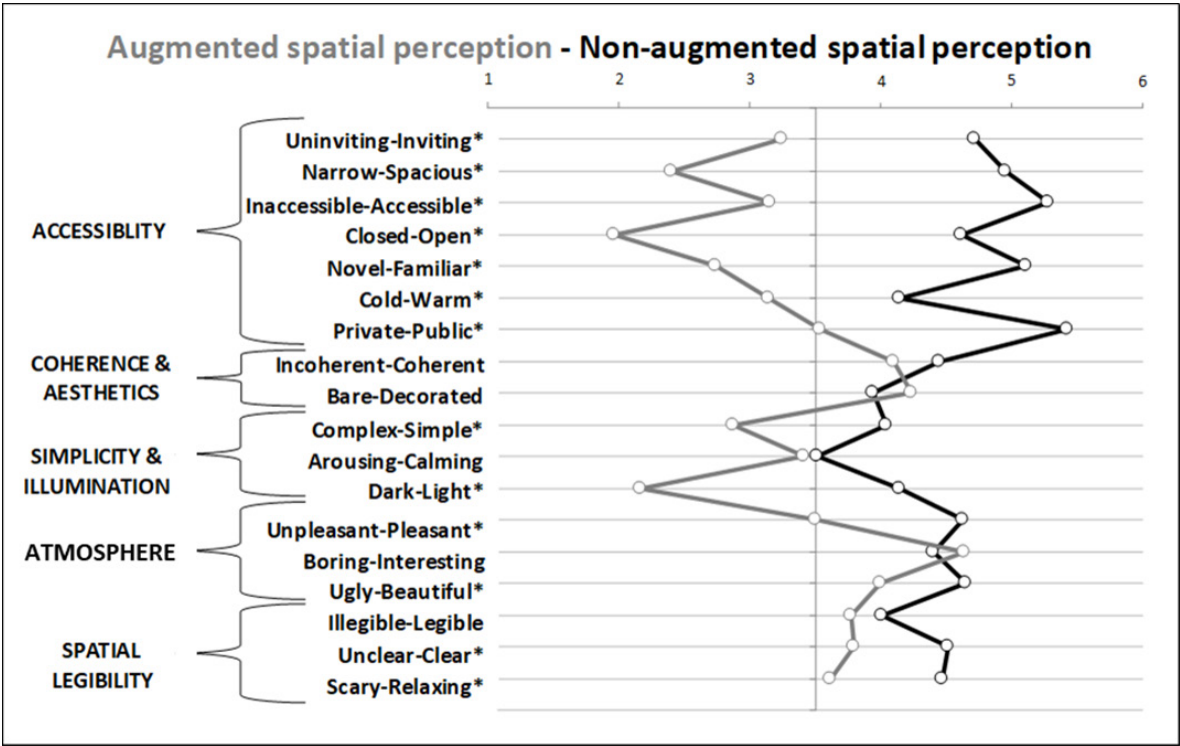 Augmented spatial perception - Non-augmented spatial perception
1 2 3 4 5 6
ACCESSIBLITY
Uninviting-Inviting*
Narrow-Spacious*
Inaccessible-Accessible*
Closed-Open*
Novel-Familiar*
Cold-Warm*
Private-Public*
COHERENCE &
AESTHETICS
Incoherent-Coherent
Bare-Decorated
SIMPLICITY &
ILLUMINATION
Complex-Simple*
Arousing-Calming
Dark-Light*
ATMOSPHERE
Unpleasant-Pleasant*
Boring-Interesting
Ugly-Beautiful*
SPATIAL
LEGIBILITY
Illegible-Legible
Unclear-Clear*
Scary-Relaxing*